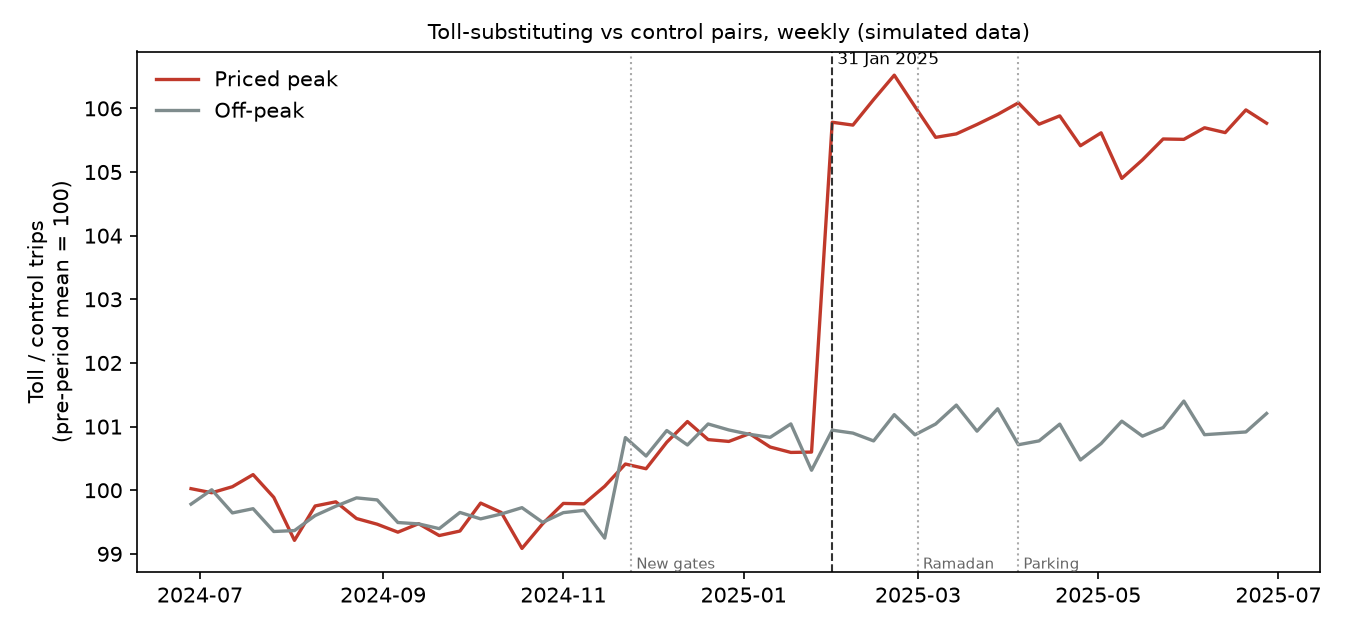 Toll-substituting vs control pairs, weekly (simulated data)
Toll / control trips
(pre-period mean = 100)
106
105
104
103
102
101
100
99
Priced peak
Off-peak
31 Jan 2025
New gates
Ramadan
Parking
2024-07
2024-09
2024-11
2025-01
2025-03
2025-05
2025-07